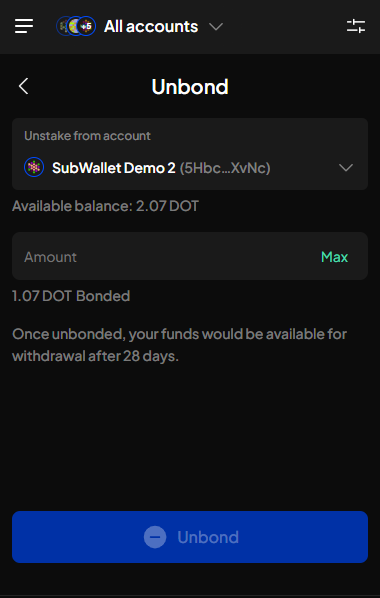 +5 All accounts
Unbond
Unstake from account
SubWallet Demo 2 (5Hbc...XvNc)
Available balance: 2.07 DOT
Amount Max
1.07 DOT Bonded
Once unbonded, your funds would be available for
withdrawal after 28 days.
Unbond